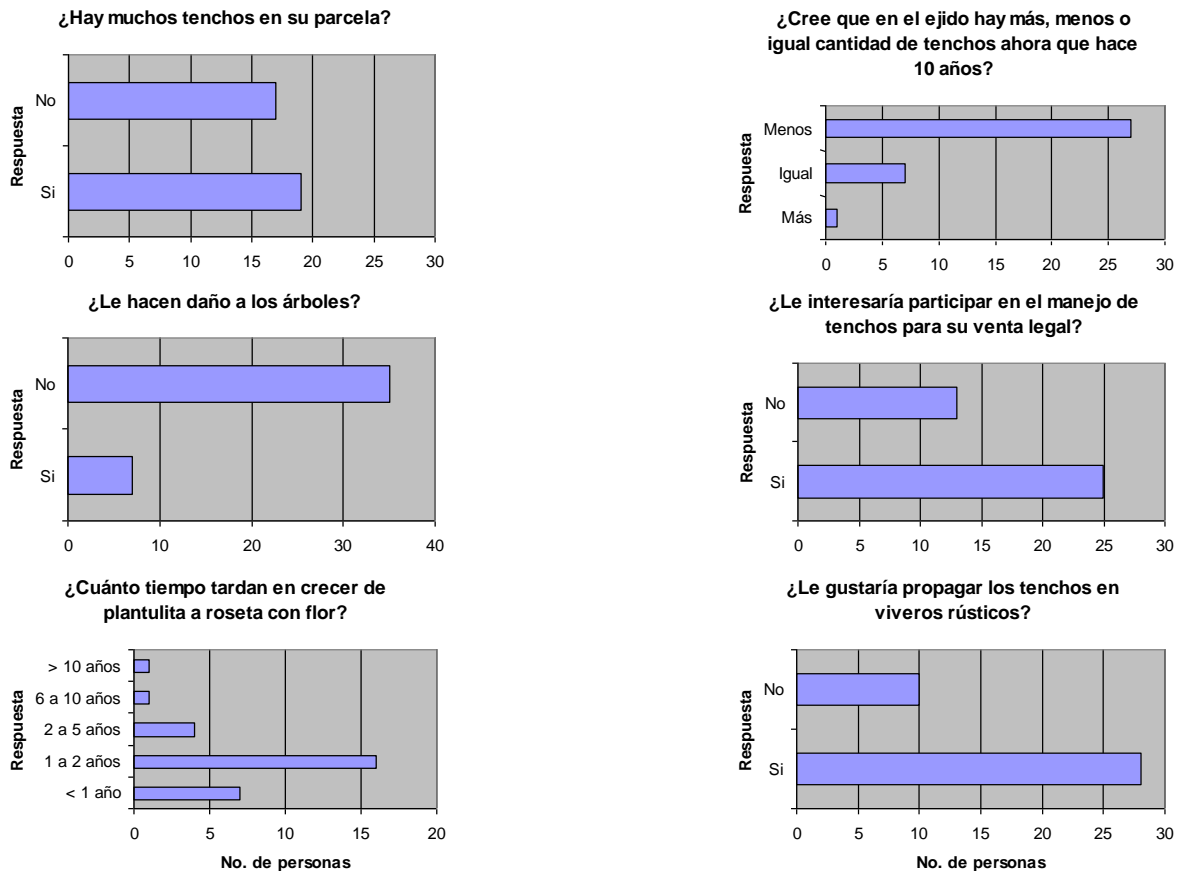 ¿Hay muchos tenchos en su parcela?
Respuesta
No
Si
0 5 10 15 20 25 30
¿Cree que en el ejido hay más, menos o
igual cantidad de tenchos ahora que hace
10 años?
Respuesta
Menos
Igual
Más
0 5 10 15 20 25 30
¿Le hacen daño a los árboles?
Respuesta
No
Si
0 10 20 30 40
¿Le interesaría participar en el manejo de
tenchos para su venta legal?
Respuesta
No
Si
0 5 10 15 20 25 30
¿Cuánto tiempo tardan en crecer de
plantulita a roseta con flor?
Respuesta
> 10 años
6 a 10 años
2 a 5 años
1 a 2 años
< 1 año
0 5 10 15 20
No. de personas
¿Le gustaría propagar los tenchos en
viveros rústicos?
Respuesta
No
Si
0 5 10 15 20 25 30
No. de personas